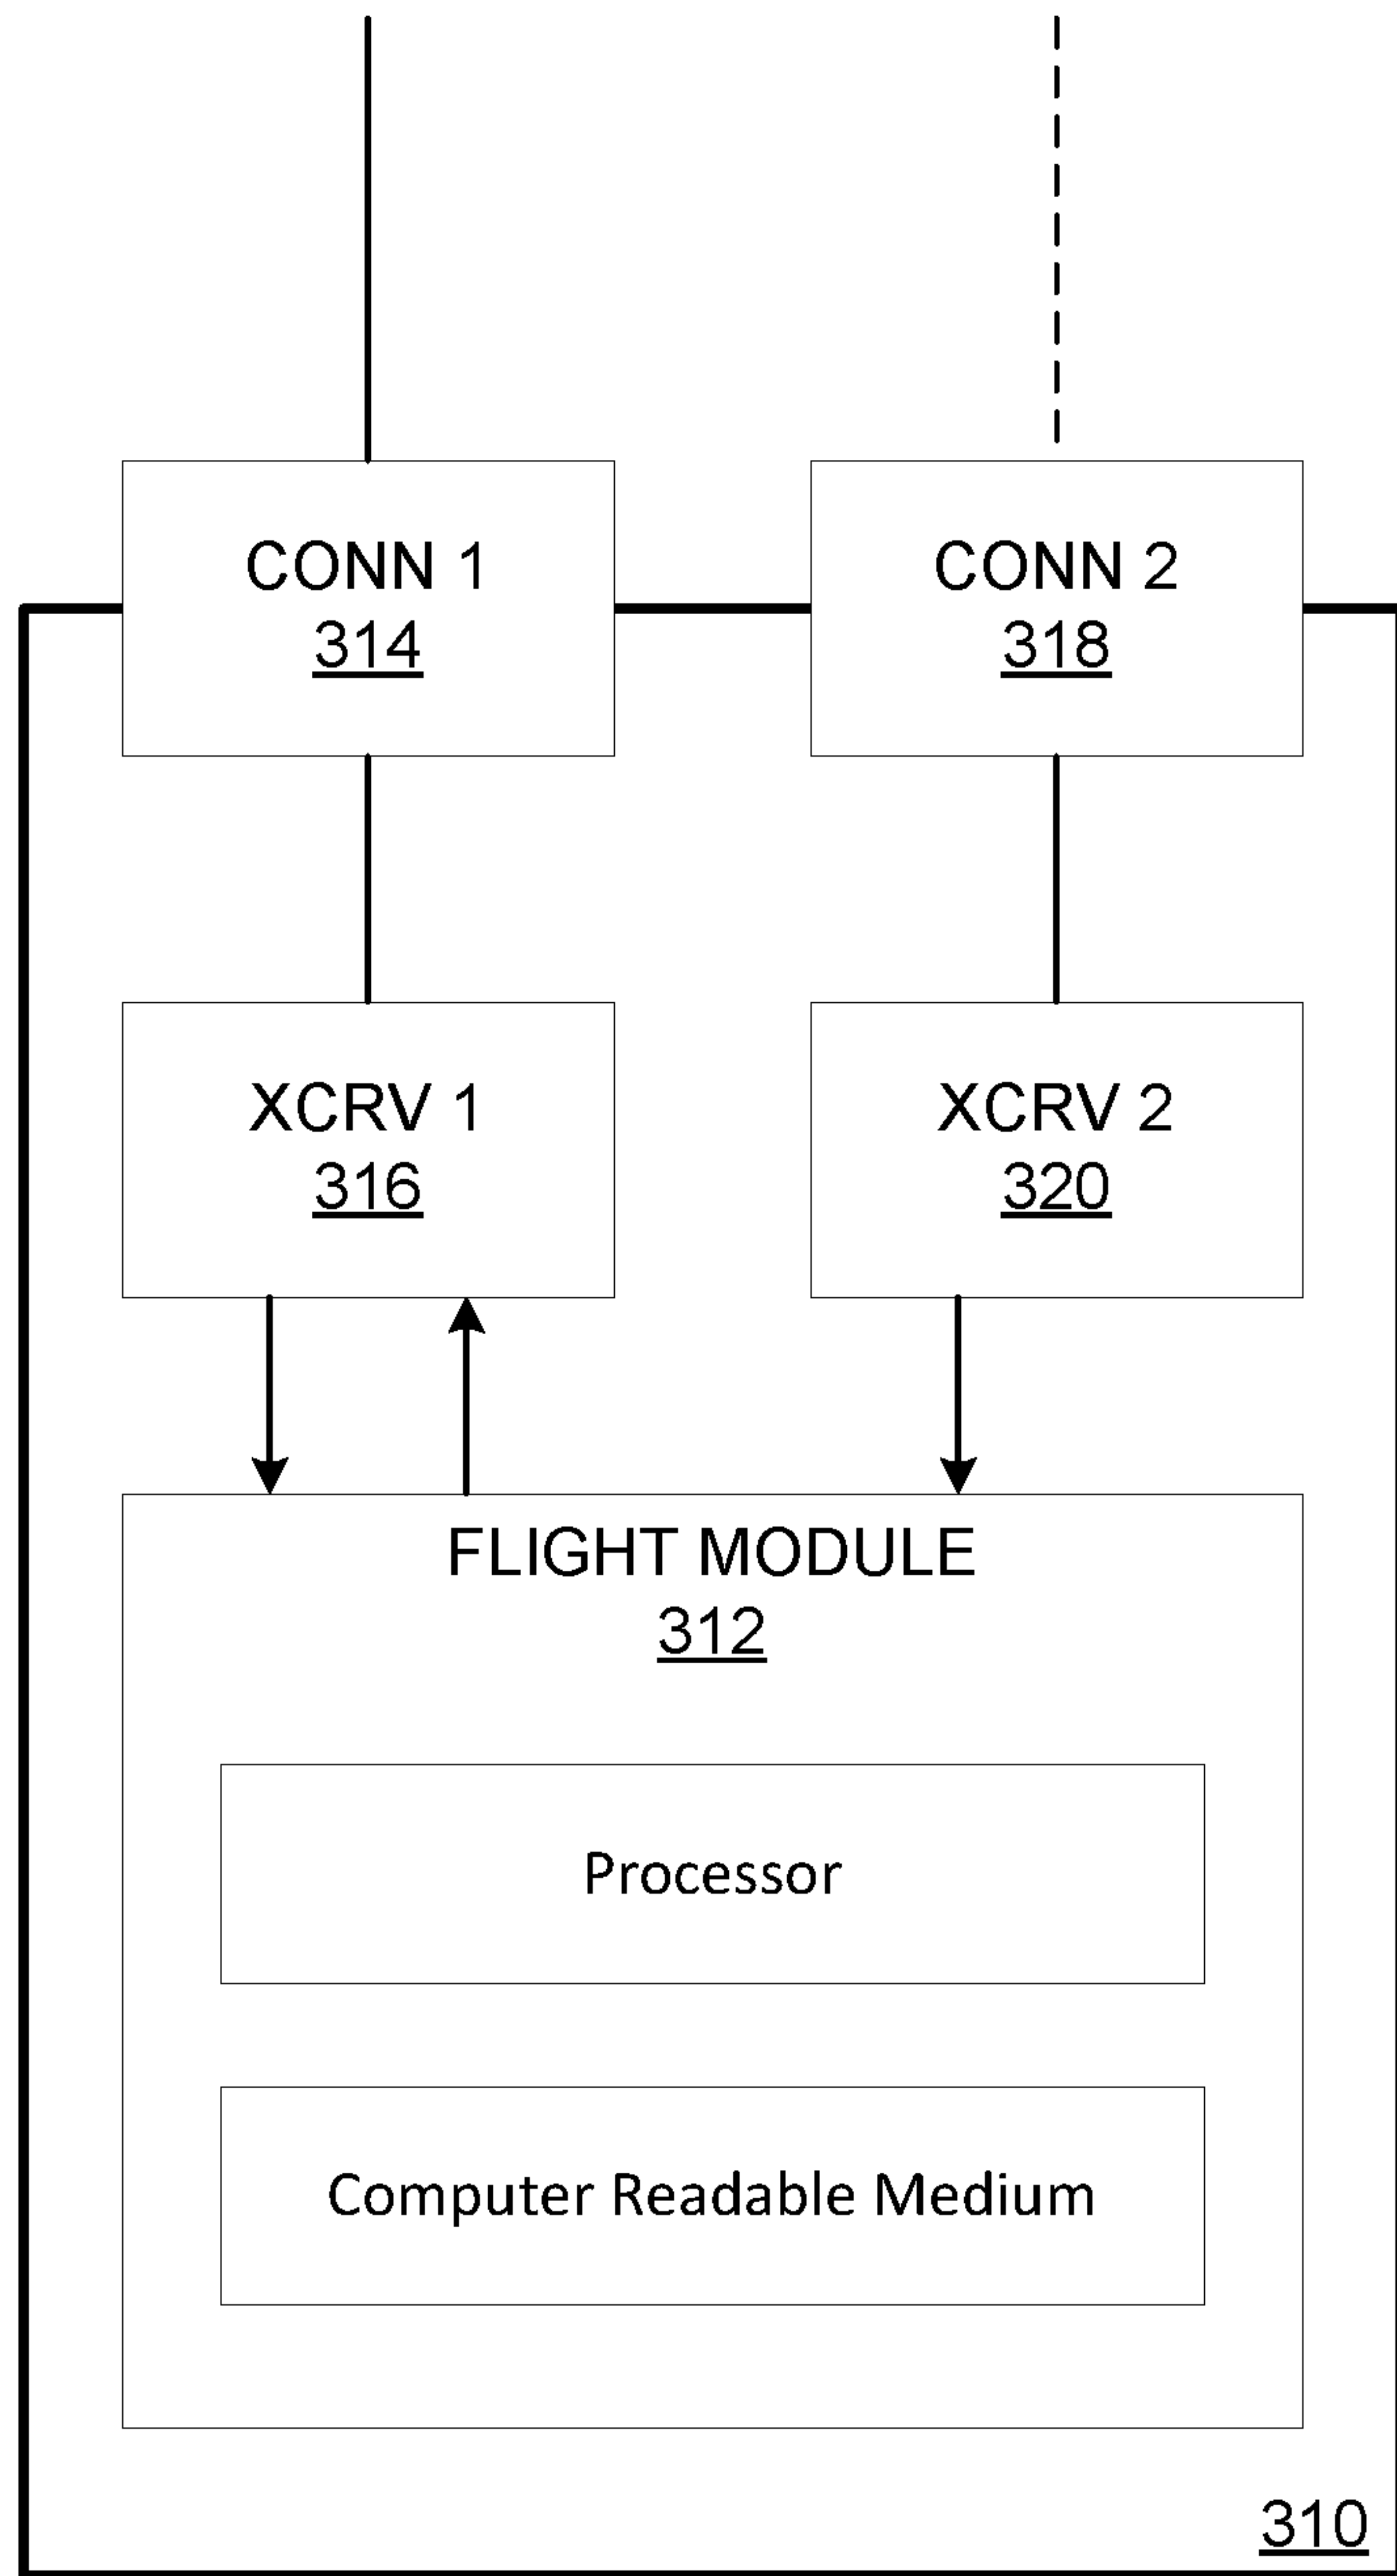 CONN 1
314
CONN 2
318
XCRV 1
316
XCRV 2
320
FLIGHT MODULE
312
Processor
Computer Readable Medium
310